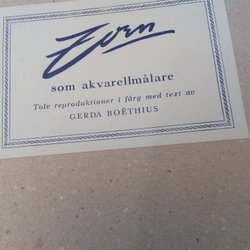 Zorn
som akvarellmålare
Tolv reproduktioner i färg med text av
GERDA BOËTHIUS